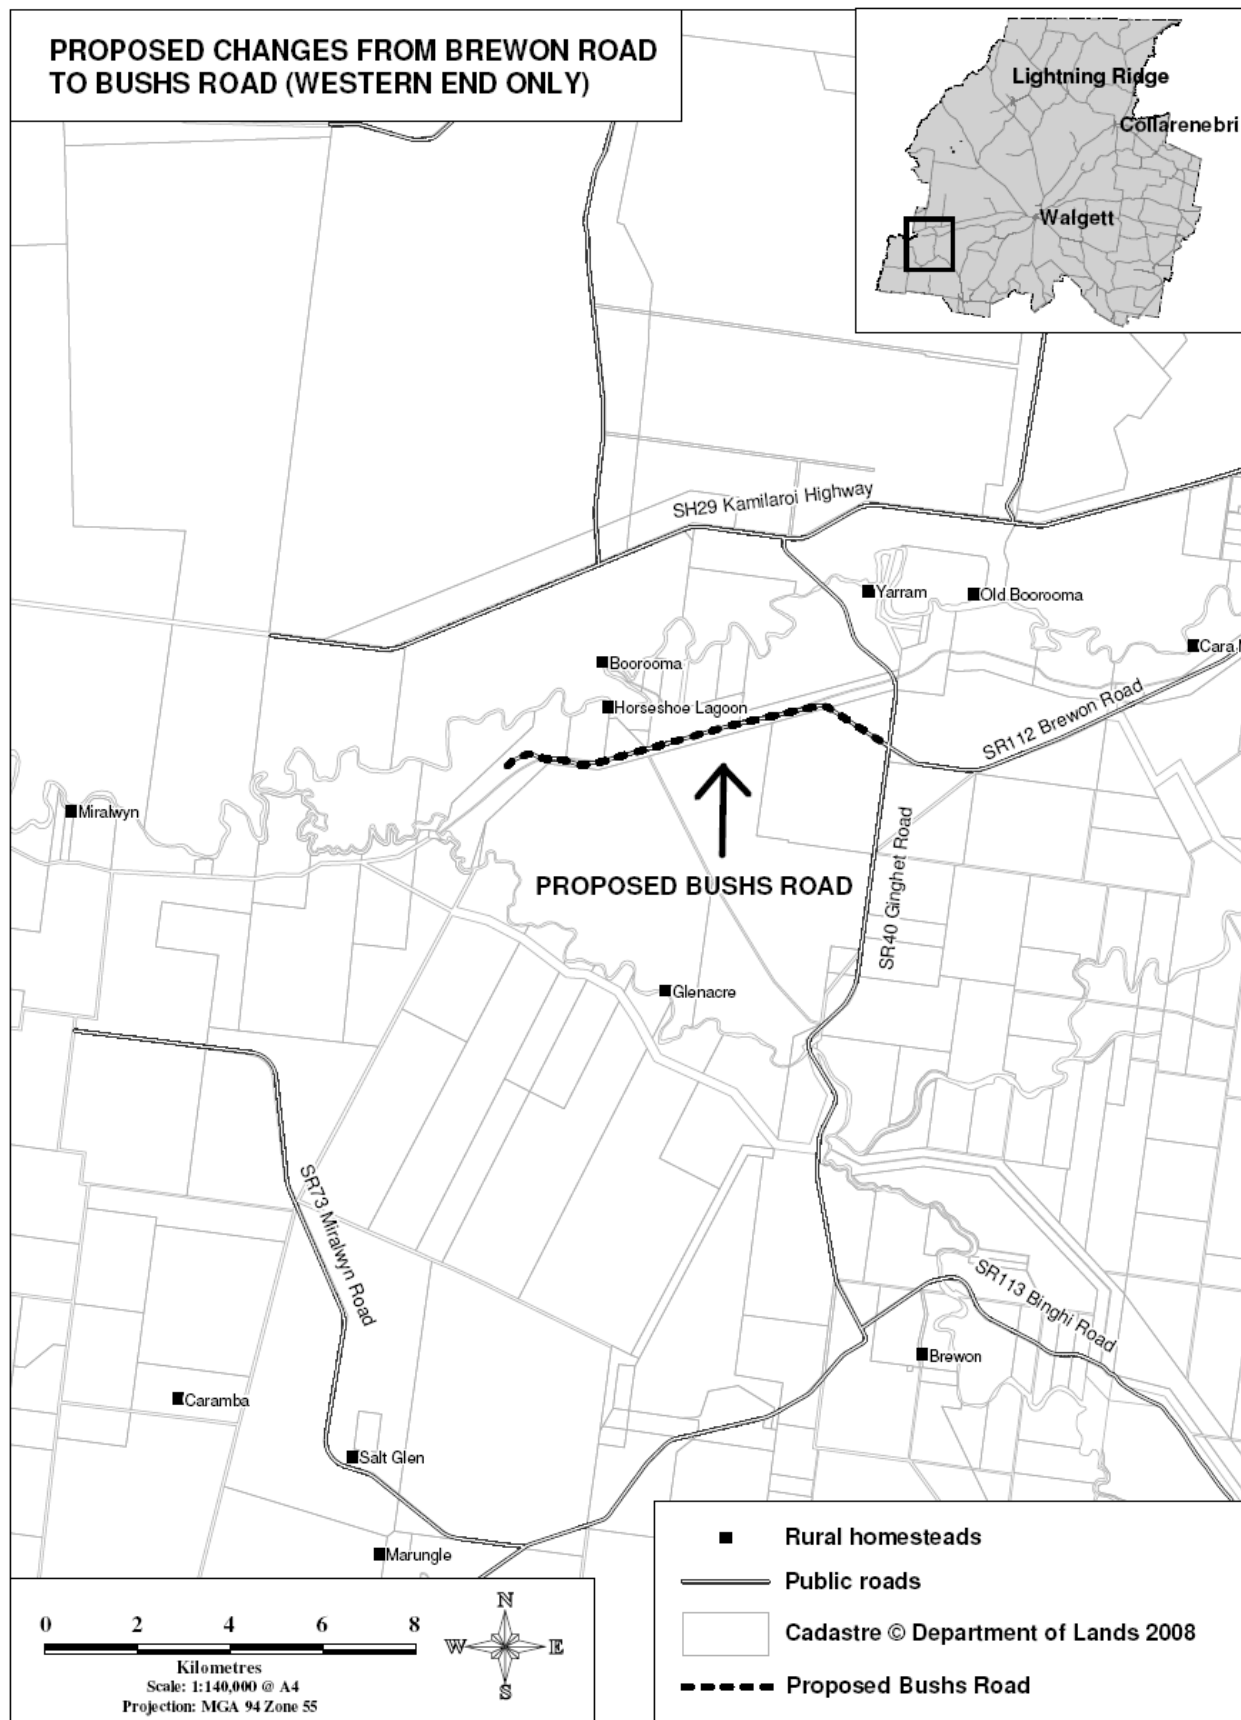 PROPOSED CHANGES FROM BREWON ROAD
TO BUSHS ROAD (WESTERN END ONLY)
Lightning Ridge
Collarenebri
Walgett
SH29 Kamilaroi Highway
Yarram
Old Boorooma
Cara
Boorooma
Horseshoe Lagoon
SR112 Brewon Road
Miralwyn
SR40 Ginghet Road
PROPOSED BUSHS ROAD
Glenacre
SR73 Miralwyn Road
SR113 Binghi Road
Brewon
Caramba
Salt Glen
Marungle
0 2 4 6 8
Kilometres
Scale: 1:140,000 @ A4
Projection: MGA 94 Zone 55
N
W E
S
Rural homesteads
Public roads
Cadastre © Department of Lands 2008
Proposed Bushs Road